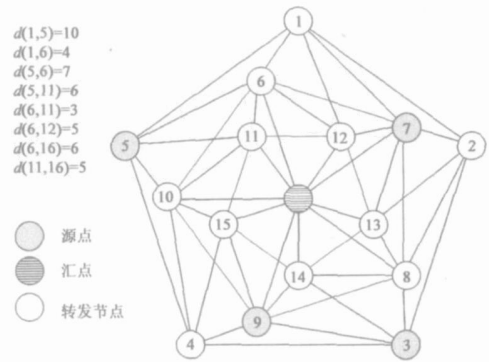 d(1,5)=10
d(1,6)=4
d(5,6)=7
d(5,11)=6
d(6,11)=3
d(6,12)=5
d(6,16)=6
d(11,16)=5
源点
汇点
转发节点
1
6
7
12
11
5
2
10
15
13
14
8
9
4
3